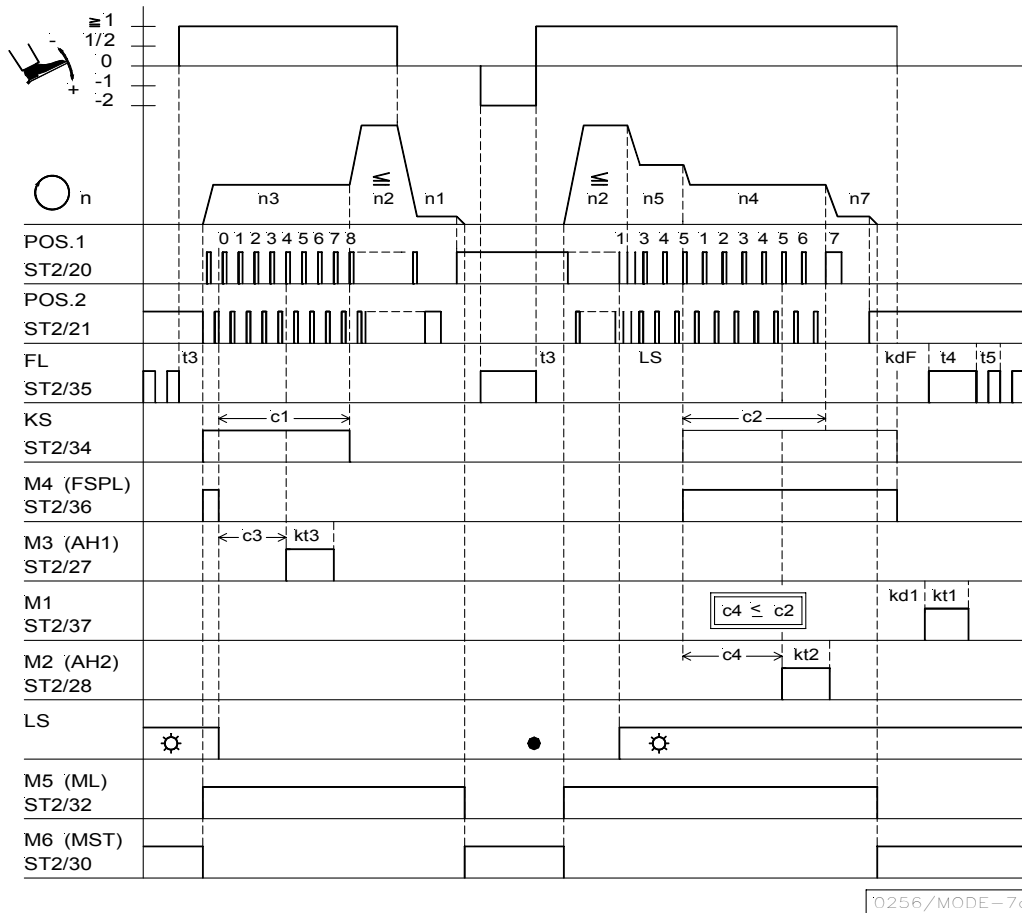 ≧1
1/2
0
-1
-2
-
+
n
n3
≦
n2
n1
≦
n2
n5
n4
n7
POS.1
ST2/20
0 1 2 3 4 5 6 7 8
1 3 4 5 1 2 3 4 5 6 7
POS.2
ST2/21
FL
ST2/35
t3
t3
LS
kdF
t4
t5
KS
ST2/34
c1
c2
M4 (FSPL)
ST2/36
M3 (AH1)
ST2/27
c3
kt3
M1
ST2/37
c4 ≤ c2
kd1
kt1
M2 (AH2)
ST2/28
c4
kt2
LS
M5 (ML)
ST2/32
M6 (MST)
ST2/30
0256/MODE-7